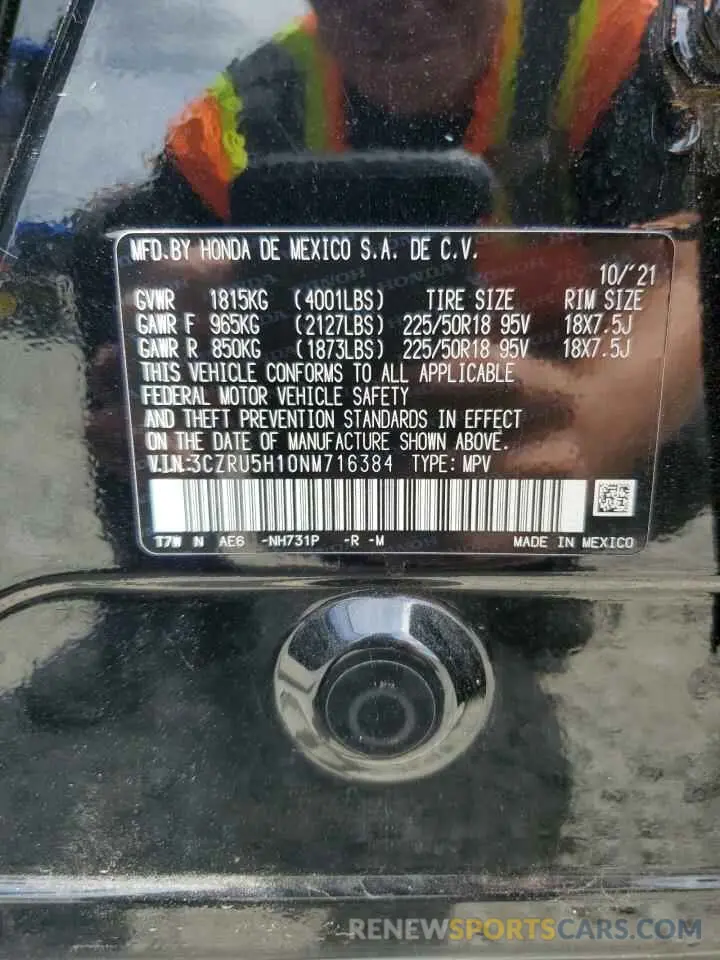 MFD.BY HONDA DE MEXICO S.A. DE C.V.
10/'21
GVWR 1815KG (4001LBS) TIRE SIZE RIM SIZE
GAWR F 965KG (2127LBS) 225/50R18 95V 18X7.5J
GAWR R 850KG (1873LBS) 225/50R18 95V 18X7.5J
THIS VEHICLE CONFORMS TO ALL APPLICABLE
FEDERAL MOTOR VEHICLE SAFETY
AND THEFT PREVENTION STANDARDS IN EFFECT
ON THE DATE OF MANUFACTURE SHOWN ABOVE.
V.I.N:3CZRU5H10NM716384 TYPE: MPV
T7W N AE6 -NH731P -R -M MADE IN MEXICO
RENEWSPORTSCARS.COM